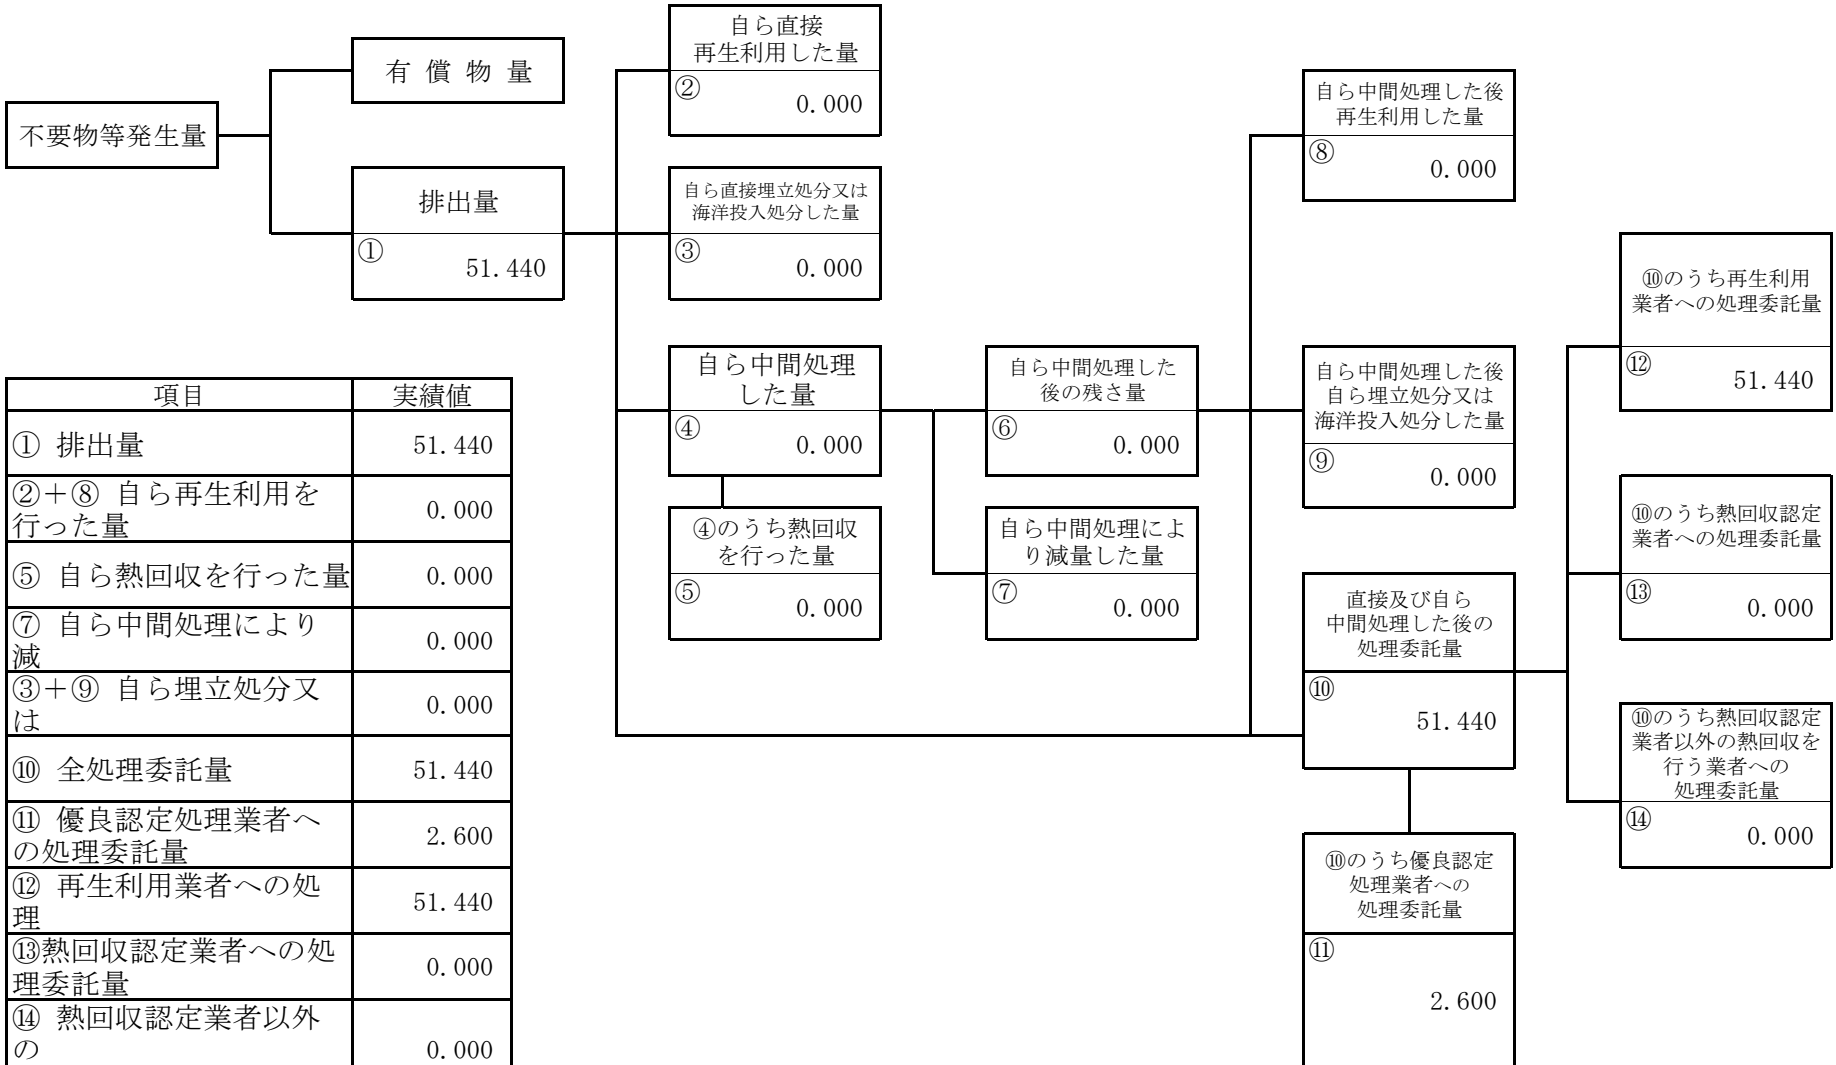 不要物等発生量
有 償 物 量
排出量
①
51.440
自ら直接
再生利用した量
②
0.000
自ら直接埋立処分又は
海洋投入処分した量
③
0.000
自ら中間処理
した量
④
0.000
④のうち熱回収
を行った量
⑤
0.000
自ら中間処理した
後の残さ量
⑥
0.000
自ら中間処理によ
り減量した量
⑦
0.000
自ら中間処理した後
再生利用した量
⑧
0.000
自ら中間処理した後
自ら埋立処分又は
海洋投入処分した量
⑨
0.000
直接及び自ら
中間処理した後の
処理委託量
⑩
51.440
⑩のうち優良認定
処理業者への
処理委託量
⑪
2.600
⑩のうち再生利用
業者への処理委託量
⑫
51.440
⑩のうち熱回収認定
業者への処理委託量
⑬
0.000
⑩のうち熱回収認定
業者以外の熱回収を
行う業者への
処理委託量
⑭
0.000
項目 実績値
① 排出量 51.440
②＋⑧ 自ら再生利用を
行った量 0.000
⑤ 自ら熱回収を行った量 0.000
⑦ 自ら中間処理により
減 0.000
③＋⑨ 自ら埋立処分又
は 0.000
⑩ 全処理委託量 51.440
⑪ 優良認定処理業者へ
の処理委託量 2.600
⑫ 再生利用業者への処
理 51.440
⑬熱回収認定業者への処
理委託量 0.000
⑭ 熱回収認定業者以外
の 0.000